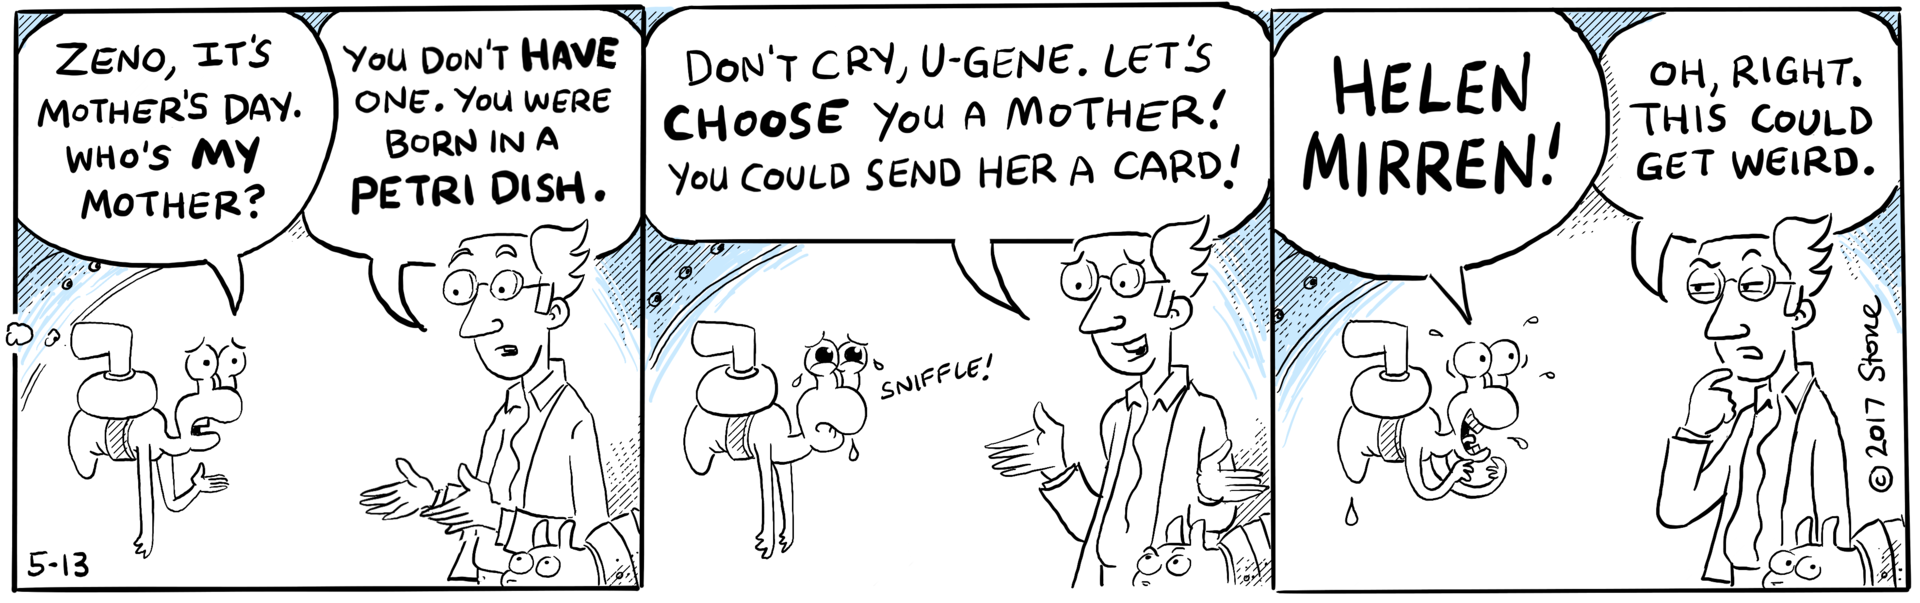 ZENO, IT'S
MOTHER'S DAY.
WHO'S MY
MOTHER?
YOU DON'T HAVE
ONE. YOU WERE
BORN IN A
PETRI DISH.
5-13
DON'T CRY, U-GENE. LET'S
CHOOSE YOU A MOTHER!
YOU COULD SEND HER A CARD!
SNIFFLE!
HELEN
MIRREN!
OH, RIGHT.
THIS COULD
GET WEIRD.
© 2017 Stone